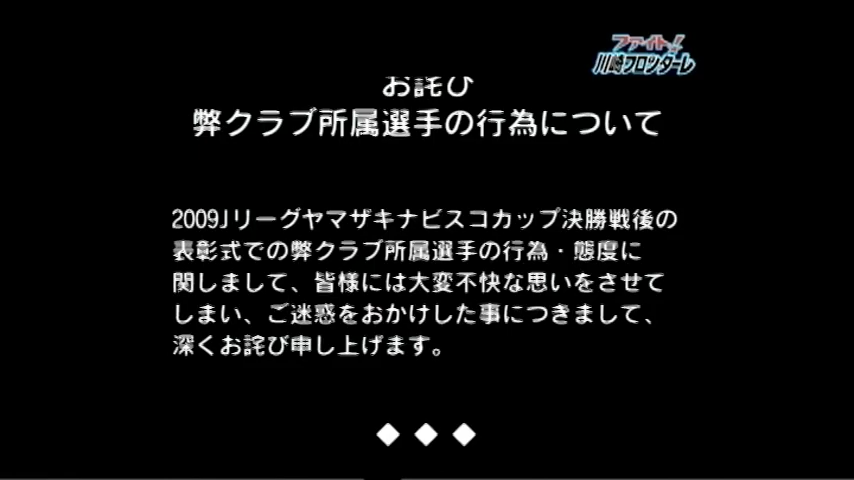 ファイト!
川崎フロンターレ
お詫び
弊クラブ所属選手の行為について
2009Jリーグヤマザキナビスコカップ決勝戦後の
表彰式での弊クラブ所属選手の行為・態度に
関しまして、皆様には大変不快な思いをさせて
しまい、ご迷惑をおかけした事につきまして、
深くお詫び申し上げます。
◆ ◆ ◆